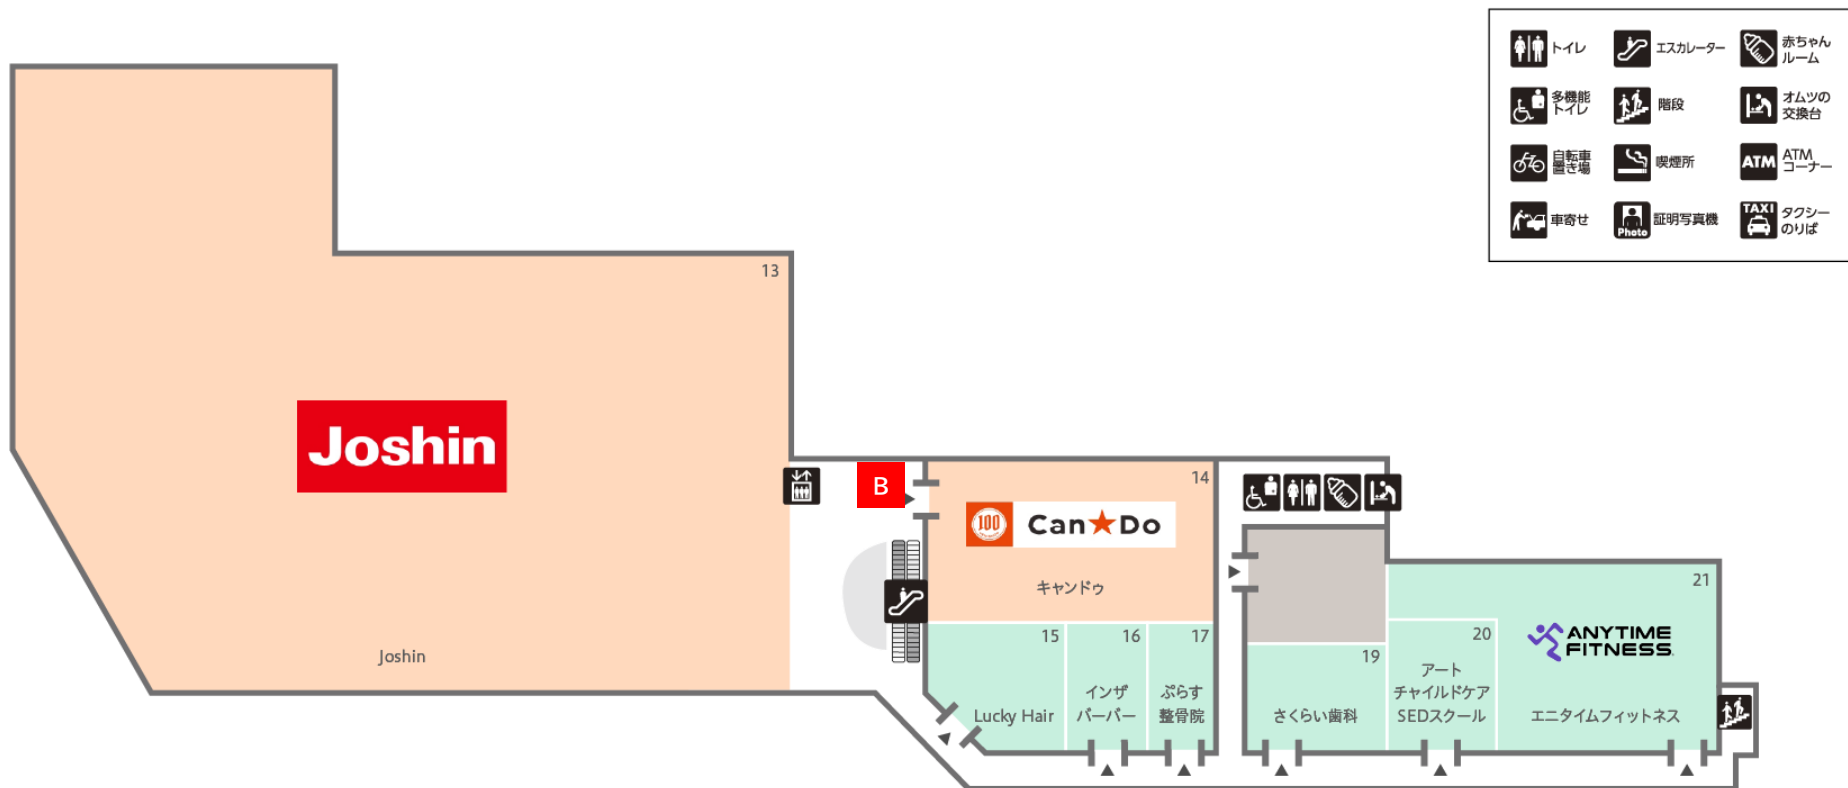 トイレ
エスカレーター
赤ちゃん
ルーム
多機能
トイレ
階段
オムツの
交換台
自転車
置き場
喫煙所
ATM
ATM
コーナー
車寄せ
Photo
証明写真機
TAXI
タクシー
のりば
13
Joshin
Joshin
B
14
100
Can★Do
キャンドゥ
15
Lucky Hair
16
インザ
バーバー
17
ぷらす
整骨院
19
さくらい歯科
20
アート
チャイルドケア
SEDスクール
21
ANYTIME
FITNESS
エニタイムフィットネス